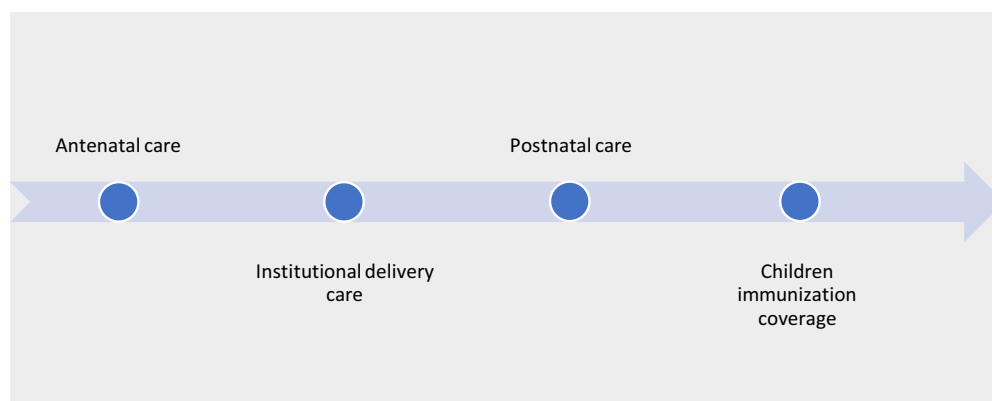 Antenatal care
Postnatal care
Institutional delivery
care
Children
immunization
coverage